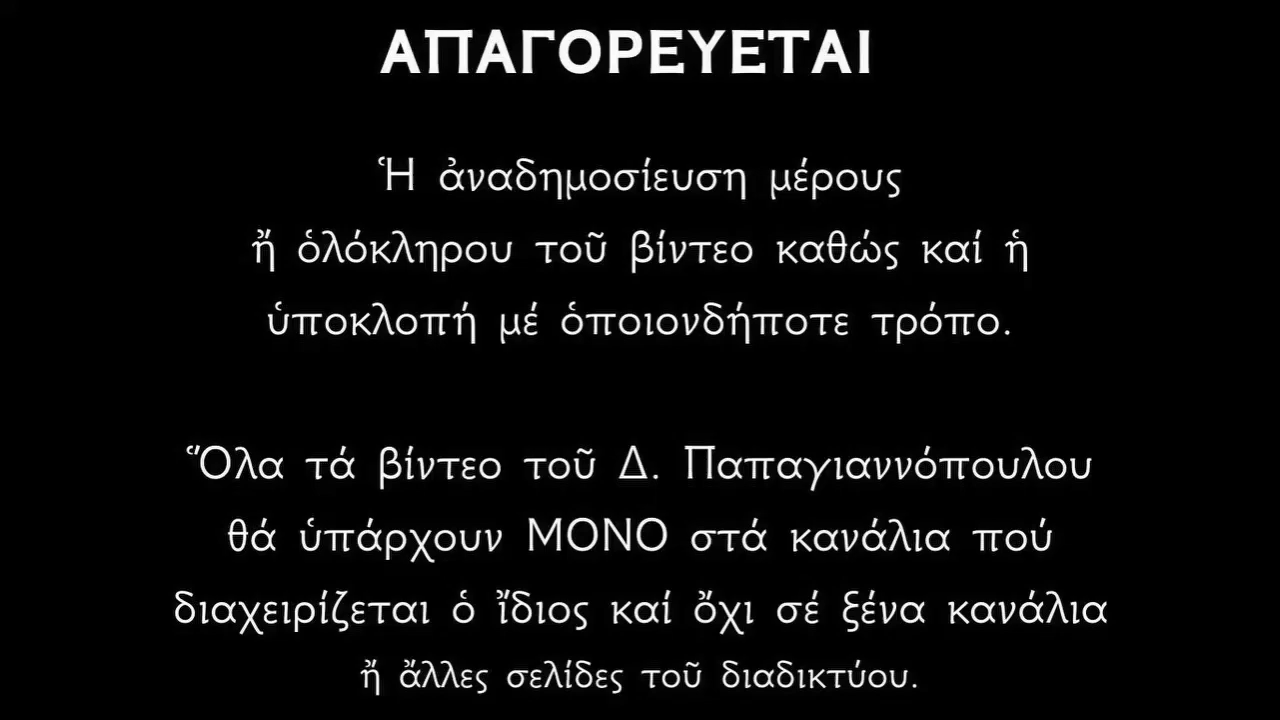 ΑΠΑΓΟΡΕΥΕΤΑΙ
Ἡ ἀναδημοσίευση μέρους
ἤ ὁλόκληρου τοῦ βίντεο καθώς καί ἡ
ὑποκλοπή μέ ὁποιονδήποτε τρόπο.
Ὅλα τά βίντεο τοῦ Δ. Παπαγιαννόπουλου
θά ὑπάρχουν ΜΟΝΟ στά κανάλια πού
διαχειρίζεται ὁ ἴδιος καί ὄχι σέ ξένα κανάλια
ἤ ἄλλες σελίδες τοῦ διαδικτύου.